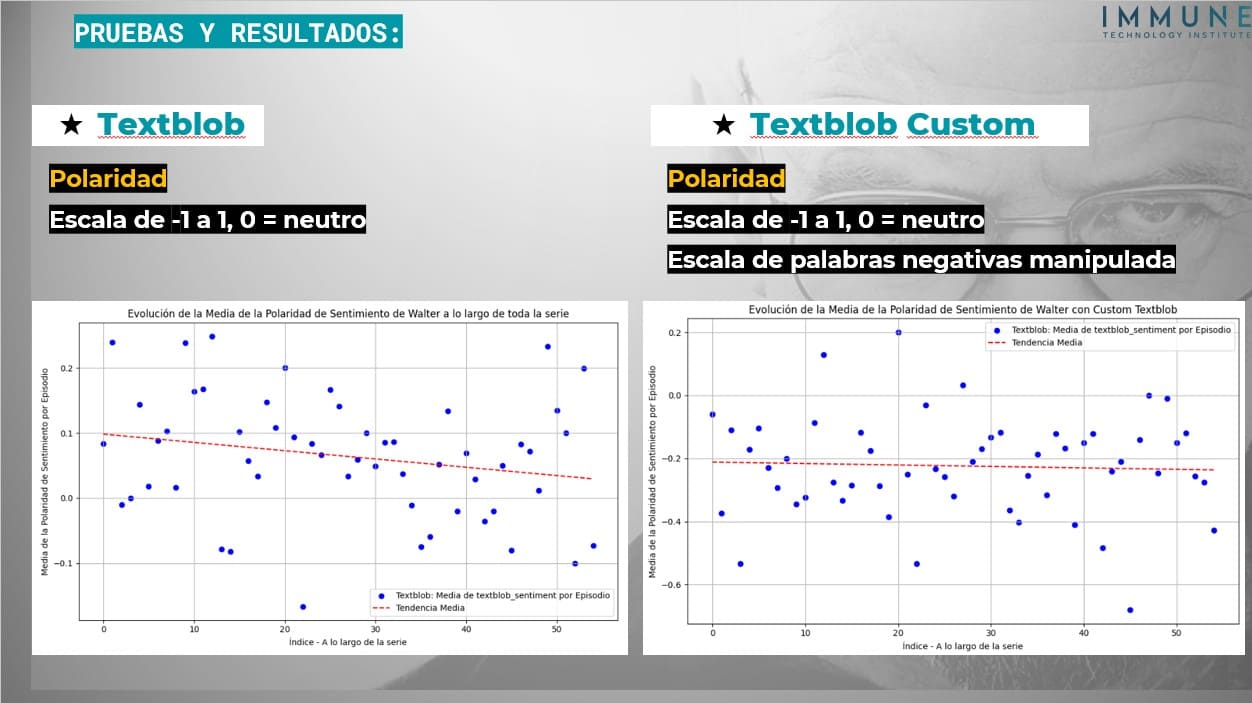 PRUEBAS Y RESULTADOS:
IMMUNE
TECHNOLOGY INSTITUTE
★ Textblob
Polaridad
Escala de -1 a 1, 0 = neutro
Evolución de la Media de la Polaridad de Sentimiento de Walter a lo largo de toda la serie
Media de la Polaridad de Sentimiento por Episodio
0.2
0.1
0.0
−0.1
Textblob: Media de textblob_sentiment por Episodio
Tendencia Media
0 10 20 30 40 50
Índice - A lo largo de la serie
★ Textblob Custom
Polaridad
Escala de -1 a 1, 0 = neutro
Escala de palabras negativas manipulada
Evolución de la Media de la Polaridad de Sentimiento de Walter con Custom Textblob
Textblob: Media de textblob_sentiment por Episodio
Tendencia Media
Media de la Polaridad de Sentimiento por Episodio
0.2
0.0
−0.2
−0.4
−0.6
0 10 20 30 40 50
Índice - A lo largo de la serie